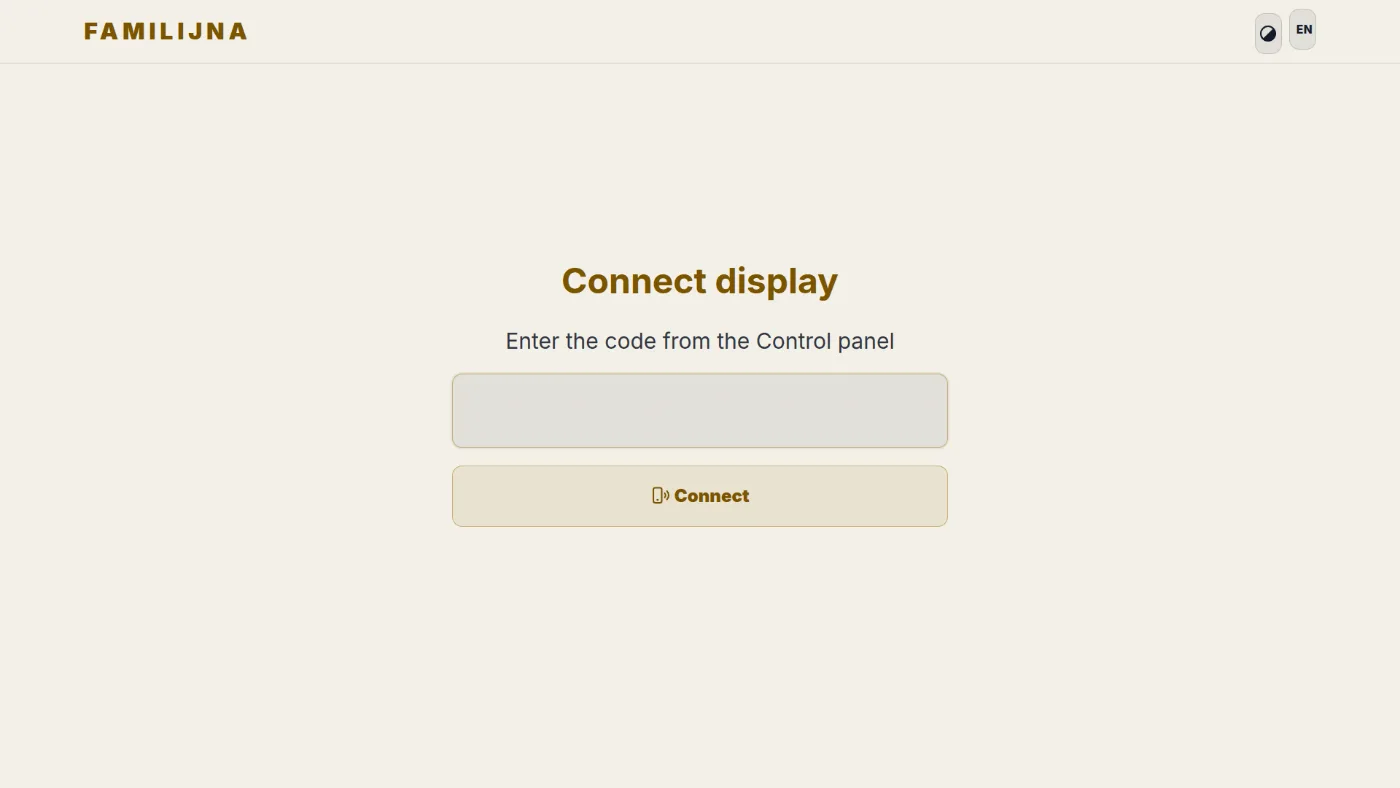 FAMILIJNA
EN
Connect display
Enter the code from the Control panel
Connect